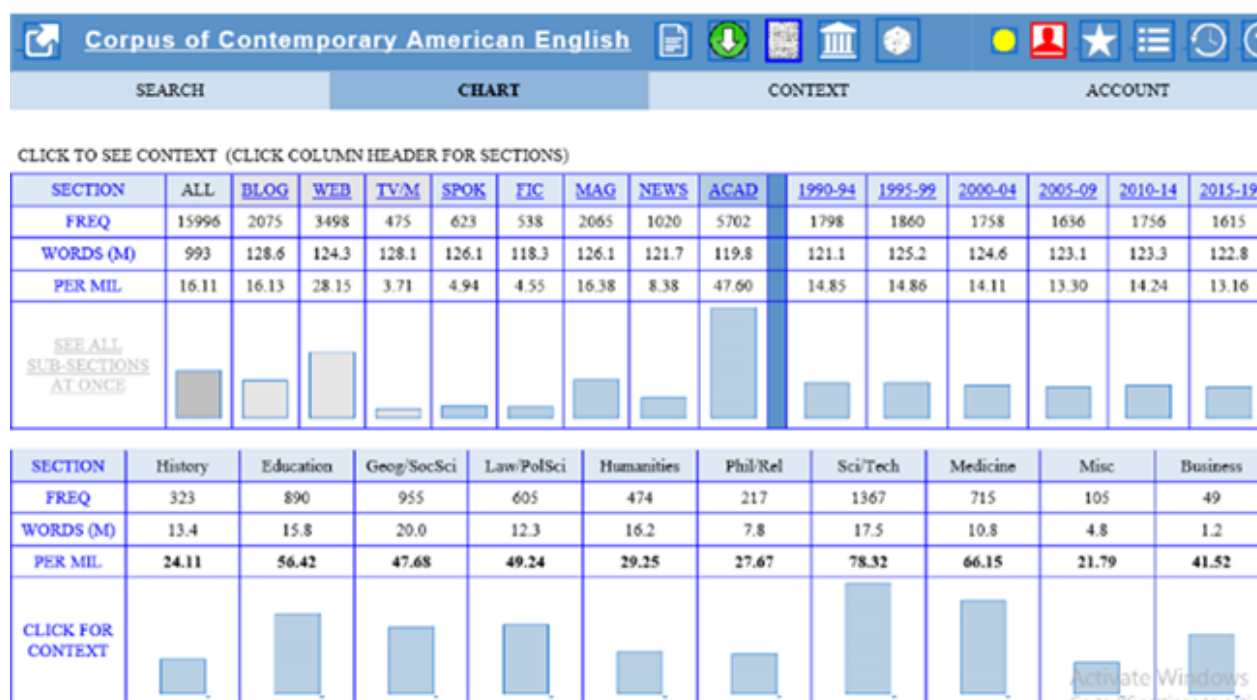 Corpus of Contemporary American English
SEARCH CHART CONTEXT ACCOUNT
CLICK TO SEE CONTEXT (CLICK COLUMN HEADER FOR SECTIONS)
SECTION ALL BLOG WEB TV/M SPOK FIC MAG NEWS ACAD 1990-94 1995-99 2000-04 2005-09 2010-14 2015-19
FREQ 15996 2075 3498 475 623 538 2065 1020 5702 1798 1860 1758 1636 1756 1615
WORDS (M) 993 128.6 124.3 128.1 126.1 118.3 126.1 121.7 119.8 121.1 125.2 124.6 123.1 123.3 122.8
PER MIL 16.11 16.13 28.15 3.71 4.94 4.55 16.38 8.38 47.60 14.85 14.86 14.11 13.30 14.24 13.16
SEE ALL
SUB-SECTIONS
AT ONCE
SECTION History Education Geog/SocSci Law/PolSci Humanities Phil/Rel Sci/Tech Medicine Misc Business
FREQ 323 890 955 605 474 217 1367 715 105 49
WORDS (M) 13.4 15.8 20.0 12.3 16.2 7.8 17.5 10.8 4.8 1.2
PER MIL 24.11 56.42 47.68 49.24 29.25 27.67 78.32 66.15 21.79 41.52
CLICK FOR
CONTEXT
Activate Windows